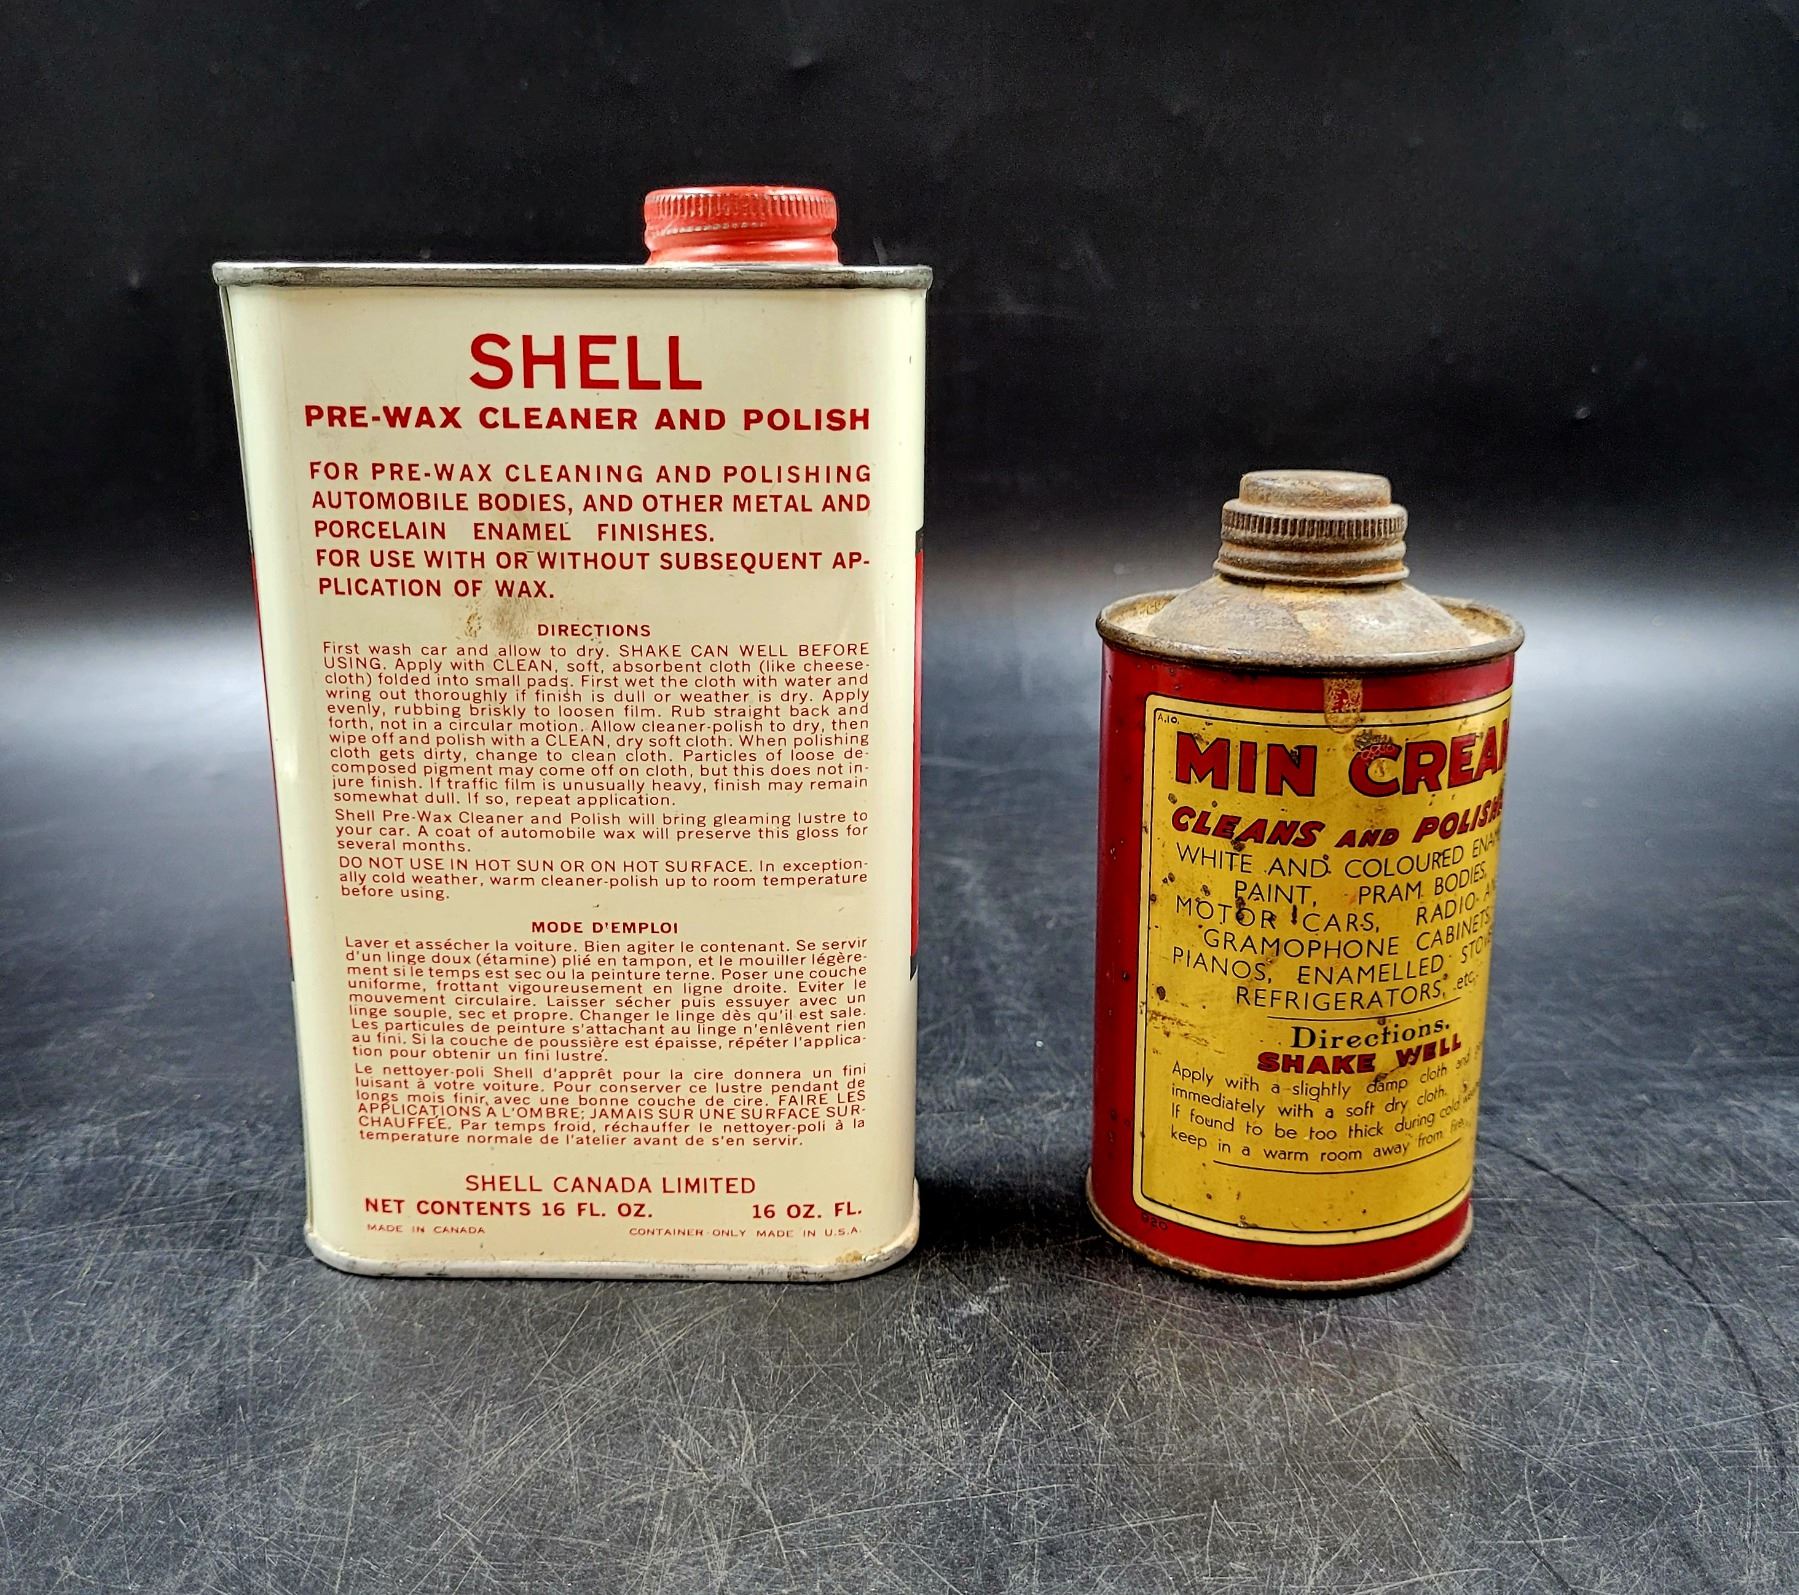 SHELL
PRE-WAX CLEANER AND POLISH
FOR PRE-WAX CLEANING AND POLISHING
AUTOMOBILE BODIES, AND OTHER METAL AND
PORCELAIN ENAMEL FINISHES.
FOR USE WITH OR WITHOUT SUBSEQUENT AP-
PLICATION OF WAX.
DIRECTIONS
First wash car and allow to dry. SHAKE CAN WELL BEFORE
USING. Apply with CLEAN, soft, absorbent cloth (like cheese-
cloth) folded into small pads. First wet the cloth with water and
wring out thoroughly if finish is dull or weather is dry. Apply
evenly, rubbing briskly to loosen film. Rub straight back and
forth, not in a circular motion. Allow cleaner-polish to dry, then
wipe off and polish with a CLEAN, dry soft cloth. When polishing
cloth gets dirty, change to clean cloth. Particles of loose de-
composed pigment may come off on cloth, but this does not in-
jure finish. If traffic film is unusually heavy, finish may remain
somewhat dull. If so, repeat application.
Shell Pre-Wax Cleaner and Polish will bring gleaming lustre to
your car. A coat of automobile wax will preserve this gloss for
several months.
DO NOT USE IN HOT SUN OR ON HOT SURFACE. In exception-
ally cold weather, warm cleaner-polish up to room temperature
before using.
MODE D'EMPLOI
Laver et assécher la voiture. Bien agiter le contenant. Se servir
d'un linge doux (étamine) plié en tampon, et le mouiller légère-
ment si le temps est sec ou la peinture terne. Poser une couche
uniforme, frottant vigoureusement en ligne droite. Eviter le
mouvement circulaire. Laisser sécher puis essuyer avec un
linge souple, sec et propre. Changer le linge dès qu'il est sale.
Les particules de peinture s'attachant au linge n'enlêvent rien
au fini. Si la couche de poussière est épaisse, répéter l'applica-
tion pour obtenir un fini lustré.
Le nettoyer-poli Shell d'apprêt pour la cire donnera un fini
luisant à votre voiture. Pour conserver ce lustre pendant de
longs mois finir, avec une bonne couche de cire. FAIRE LES
APPLICATIONS A L'OMBRE; JAMAIS SUR UNE SURFACE SUR-
CHAUFFÉE. Par temps froid, réchauffer le nettoyer-poli à la
température normale de l'atelier avant de s'en servir.
SHELL CANADA LIMITED
NET CONTENTS 16 FL. OZ. 16 OZ. FL.
MADE IN CANADA CONTAINER ONLY MADE IN U.S.A.
A.10.
MIN CREAM
CLEANS AND POLISHES
WHITE AND COLOURED
PAINT, PRAM BODIES,
MOTOR CARS, RADIO-
GRAMOPHONE CABINETS,
PIANOS, ENAMELLED
REFRIGERATORS, etc.
Directions.
SHAKE WELL
Apply with a slightly damp cloth and
immediately with a soft dry cloth.
If found to be too thick during cold
keep in a warm room away from
920